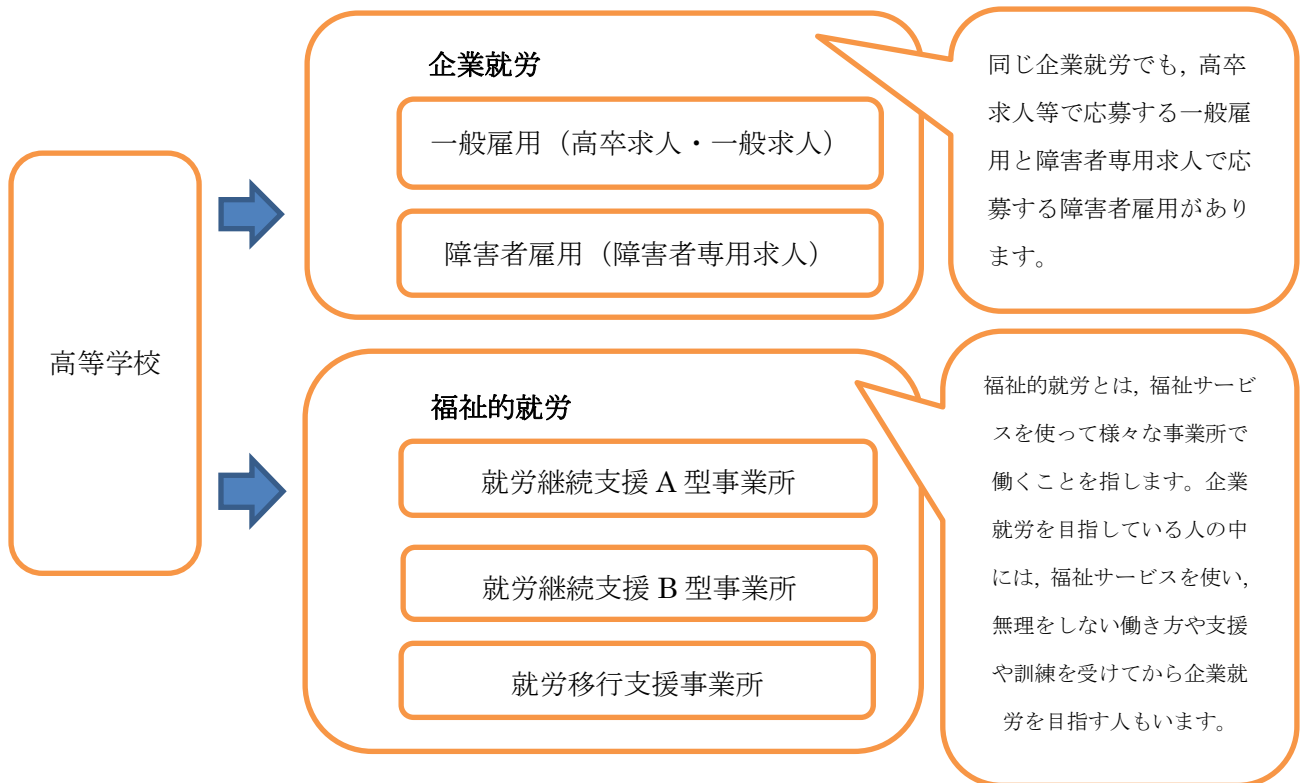 高等学校
企業就労
一般雇用（高卒求人・一般求人）
障害者雇用（障害者専用求人）
同じ企業就労でも，高卒
求人等で応募する一般雇
用と障害者専用求人で応
募する障害者雇用があり
ます。
福祉的就労
就労継続支援 A 型事業所
就労継続支援 B 型事業所
就労移行支援事業所
福祉的就労とは，福祉サービ
スを使って様々な事業所で
働くことを指します。企業
就労を目指している人の中
には，福祉サービスを使い，
無理をしない働き方や支援
や訓練を受けてから企業就
労を目指す人もいます。